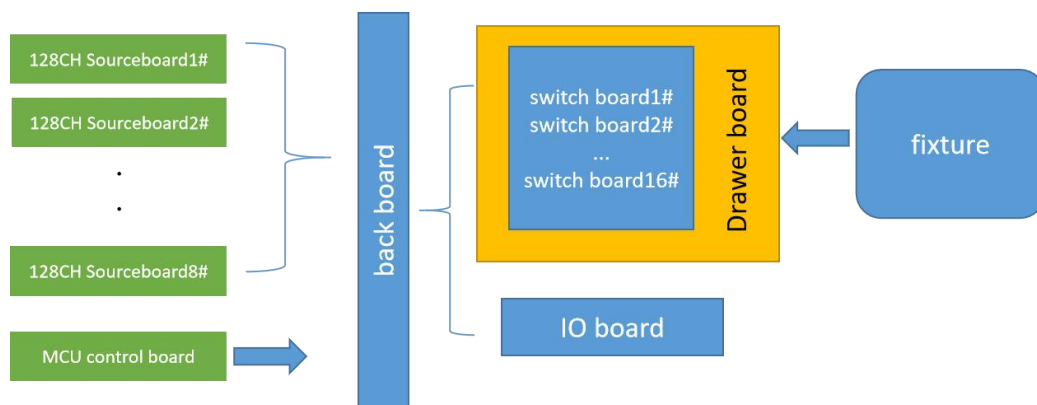 128CH Sourceboard1#
128CH Sourceboard2#
.
.
128CH Sourceboard8#
MCU control board
back board
switch board1#
switch board2#
...
switch board16#
Drawer board
IO board
fixture